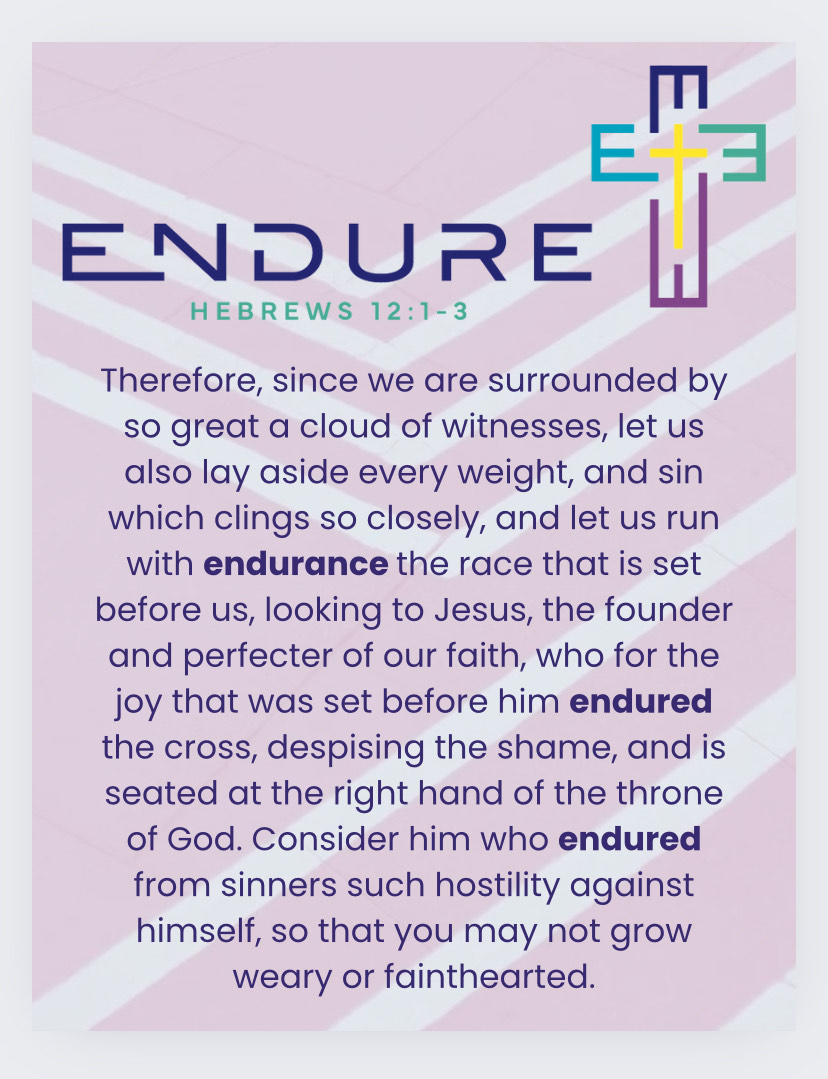 ENDURE
HEBREWS 12:1-3
Therefore, since we are surrounded by
so great a cloud of witnesses, let us
also lay aside every weight, and sin
which clings so closely, and let us run
with endurance the race that is set
before us, looking to Jesus, the founder
and perfecter of our faith, who for the
joy that was set before him endured
the cross, despising the shame, and is
seated at the right hand of the throne
of God. Consider him who endured
from sinners such hostility against
himself, so that you may not grow
weary or fainthearted.